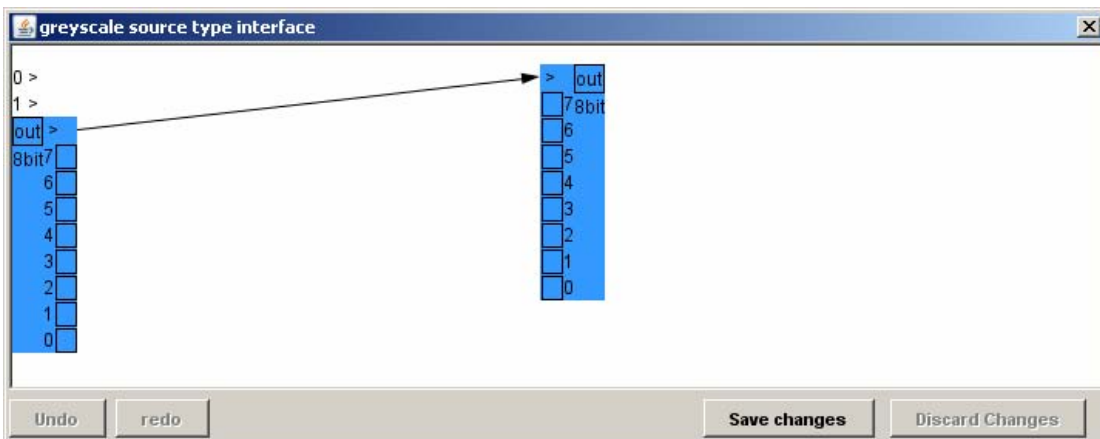 greyscale source type interface
0 >
1 >
out >
8bit
7
6
5
4
3
2
1
0
> out
8bit
7
6
5
4
3
2
1
0
Undo
redo
Save changes
Discard Changes